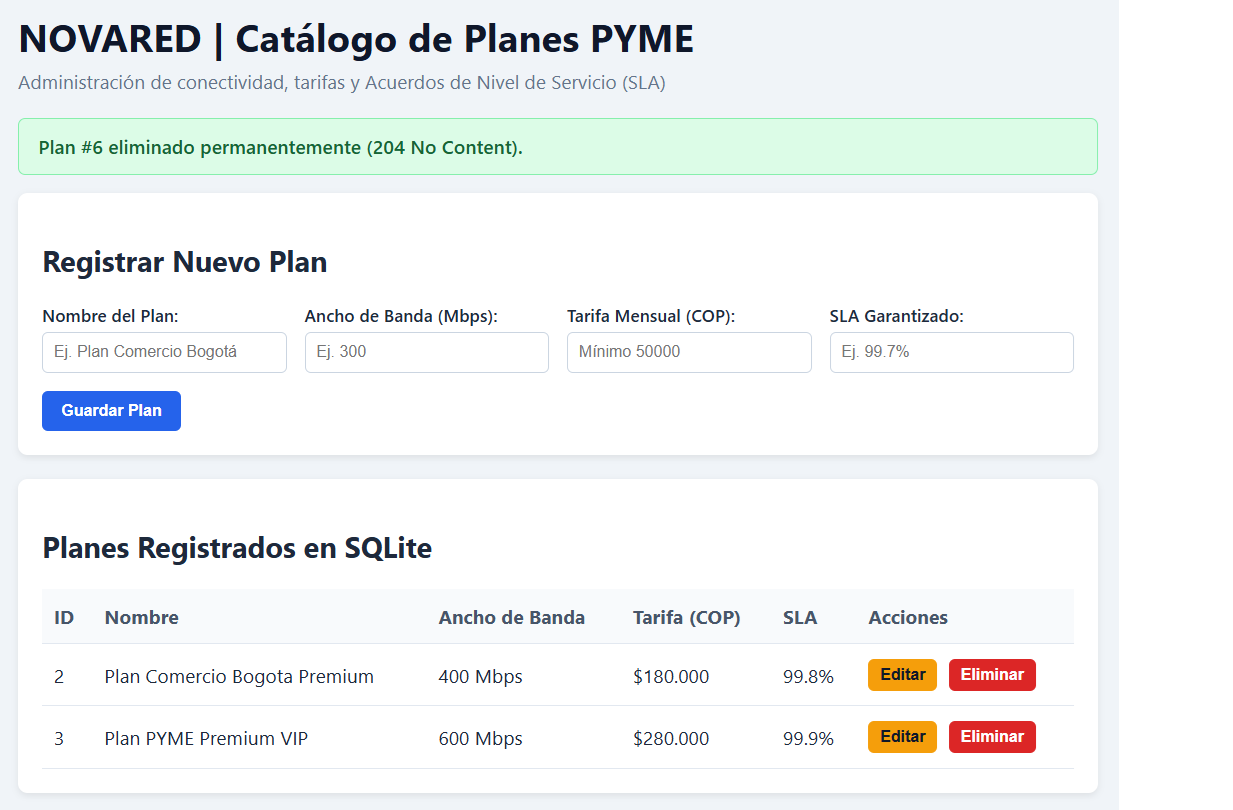 NOVARED | Catálogo de Planes PYME
Administración de conectividad, tarifas y Acuerdos de Nivel de Servicio (SLA)
Plan #6 eliminado permanentemente (204 No Content).
Registrar Nuevo Plan
Nombre del Plan: Ancho de Banda (Mbps): Tarifa Mensual (COP): SLA Garantizado:
Ej. Plan Comercio Bogotá Ej. 300 Mínimo 50000 Ej. 99.7%
Guardar Plan
Planes Registrados en SQLite
ID Nombre Ancho de Banda Tarifa (COP) SLA Acciones
2 Plan Comercio Bogota Premium 400 Mbps $180.000 99.8% Editar Eliminar
3 Plan PYME Premium VIP 600 Mbps $280.000 99.9% Editar Eliminar